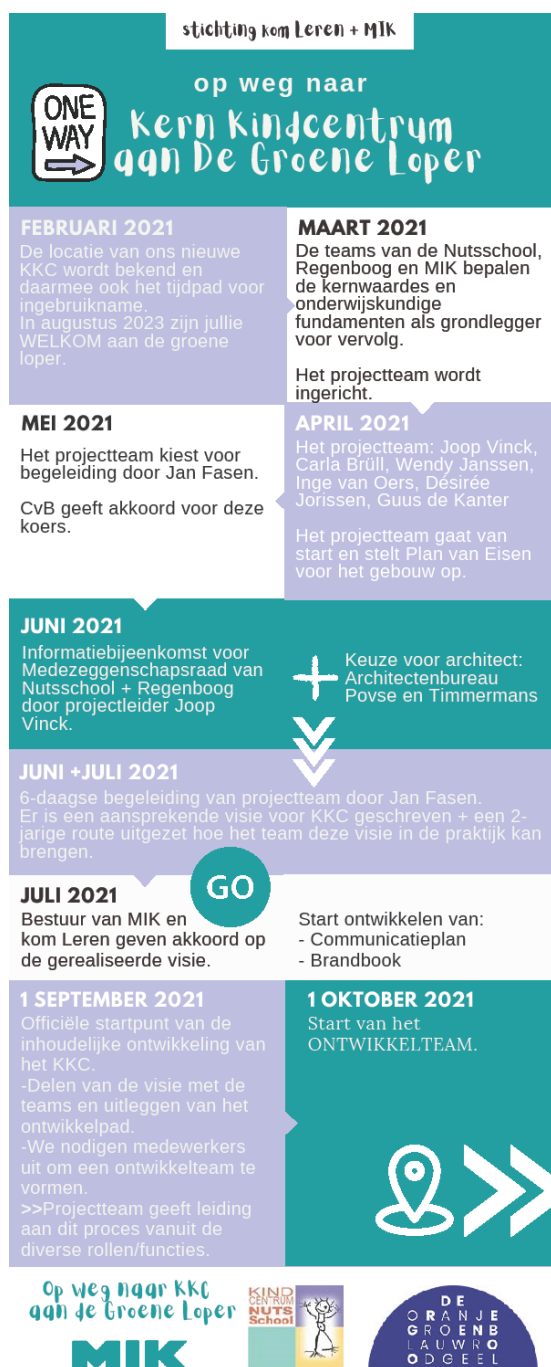 stichting kom Leren + MIK
op weg naar
ONE
WAY
Kern Kindcentrum
aan De Groene Loper
FEBRUARI 2021
De locatie van ons nieuwe
KKC wordt bekend en
daarmee ook het tijdpad voor
ingebruikname.
In augustus 2023 zijn jullie
WELKOM aan de groene
loper.
MAART 2021
De teams van de Nutsschool,
Regenboog en MIK bepalen
de kernwaardes en
onderwijskundige
fundamenten als grondlegger
voor vervolg.
Het projectteam wordt
ingericht.
APRIL 2021
Het projectteam: Joop Vinck,
Carla Brüll, Wendy Janssen,
Inge van Oers, Désirée
Jorissen, Guus de Kanter
Het projectteam gaat van
start en stelt Plan van Eisen
voor het gebouw op.
MEI 2021
Het projectteam kiest voor
begeleiding door Jan Fasen.
CvB geeft akkoord voor deze
koers.
JUNI 2021
Informatiebijeenkomst voor
Medezeggenschapsraad van
Nutsschool + Regenboog
door projectleider Joop
Vinck.
Keuze voor architect:
Architectenbureau
Povse en Timmermans
JUNI +JULI 2021
6-daagse begeleiding van projectteam door Jan Fasen.
Er is een aansprekende visie voor KKC geschreven + een 2-
jarige route uitgezet hoe het team deze visie in de praktijk kan
brengen.
GO
JULI 2021
Bestuur van MIK en
kom Leren geven akkoord op
de gerealiseerde visie.
Start ontwikkelen van:
- Communicatieplan
- Brandbook
1 SEPTEMBER 2021
Officiële startpunt van de
inhoudelijke ontwikkeling van
het KKC.
-Delen van de visie met de
teams en uitleggen van het
ontwikkelpad.
-We nodigen medewerkers
uit om een ontwikkelteam te
vormen.
>>Projectteam geeft leiding
aan dit proces vanuit de
diverse rollen/functies.
1 OKTOBER 2021
Start van het
ONTWIKKELTEAM.
Op weg naar KKC
aan de Groene Loper
MIK
KIND
CENTRUM
NUTS
School
DE
ORANJE
GROENB
LAUWRO
ODGEEL